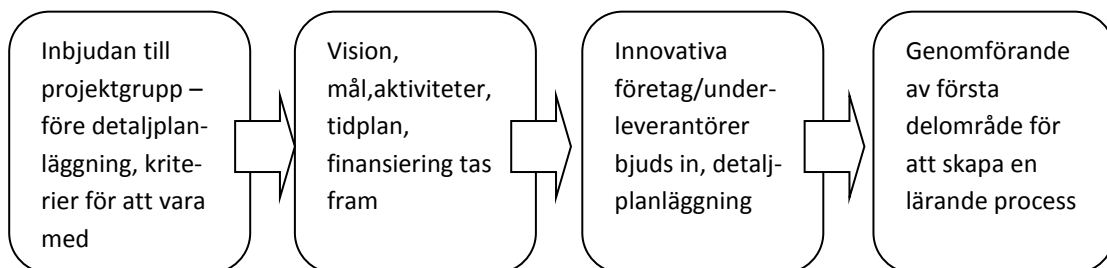 Inbjudan till
projektgrupp –
före detaljplan-
läggning, krite-
rier för att vara
med
Vision,
mål,aktiviteter,
tidplan,
finansiering tas
fram
Innovativa
företag/under-
leverantörer
bjuds in, detalj-
planläggning
Genomförande
av första
delområde för
att skapa en
lärande process